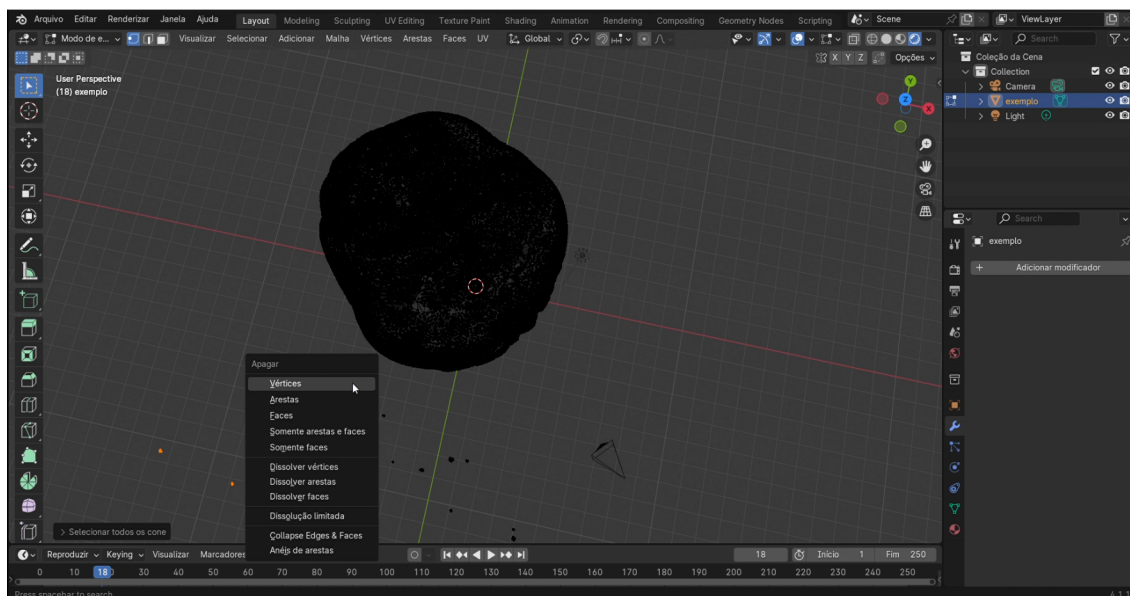 Arquivo Editar Renderizar Janela Ajuda Layout Modeling Sculpting UV Editing Texture Paint Shading Animation Rendering Compositing Geometry Nodes Scripting Scene ViewLayer
Modo de e... Visualizar Selecionar Adicionar Malha Vértices Arestas Faces UV Global Search
X Y Z Opções
Coleção da Cena
User Perspective
(18) exemplo
Collection
Camera
exemplo
Light
Y
Z
X
Search
exemplo
Adicionar modificador
Apagar
Vértices
Arestas
Faces
Somente arestas e faces
Somente faces
Dissolver vértices
Dissolver arestas
Dissolver faces
Dissolução limitada
Collapse Edges & Faces
Anéis de arestas
> Selecionar todos os cone
Reproduzir Keying Visualizar Marcadores 18 Início 1 Fim 250
0 10 18 30 40 50 60 70 80 90 100 110 120 130 140 150 160 170 180 190 200 210 220 230 240 250
Press spacebar to search 4.1.1